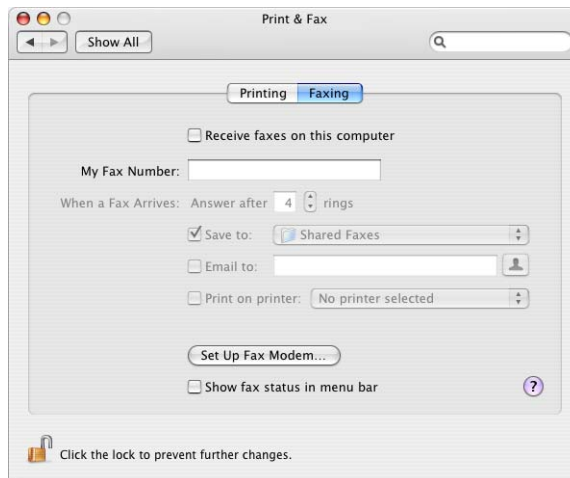 Print & Fax
Show All
Printing Faxing
Receive faxes on this computer
My Fax Number:
When a Fax Arrives: Answer after 4 rings
Save to: Shared Faxes
Email to:
Print on printer: No printer selected
Set Up Fax Modem...
Show fax status in menu bar ?
Click the lock to prevent further changes.